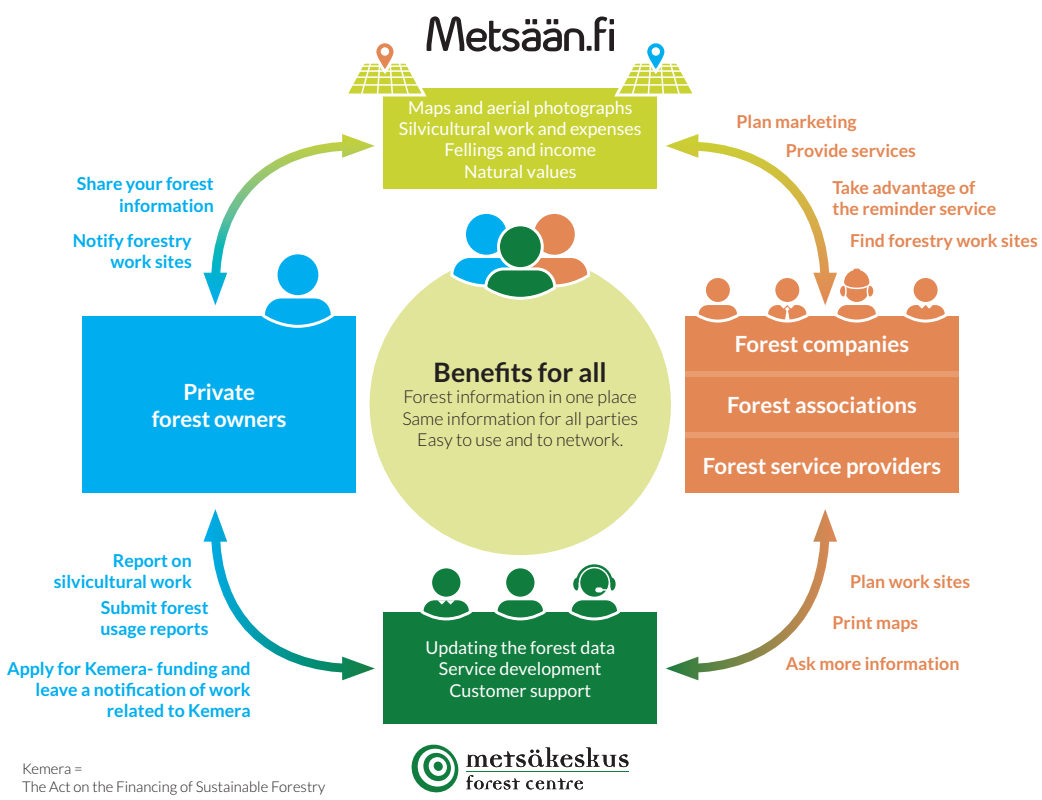 Metsään.fi
Maps and aerial photographs
Silvicultural work and expenses
Fellings and income
Natural values
Share your forest
information
Notify forestry
work sites
Plan marketing
Provide services
Take advantage of
the reminder service
Find forestry work sites
Private
forest owners
Benefits for all
Forest information in one place
Same information for all parties
Easy to use and to network.
Forest companies
Forest associations
Forest service providers
Report on
silvicultural work
Submit forest
usage reports
Apply for Kemera- funding and
leave a notification of work
related to Kemera
Updating the forest data
Service development
Customer support
Plan work sites
Print maps
Ask more information
metsäkeskus
forest centre
Kemera =
The Act on the Financing of Sustainable Forestry